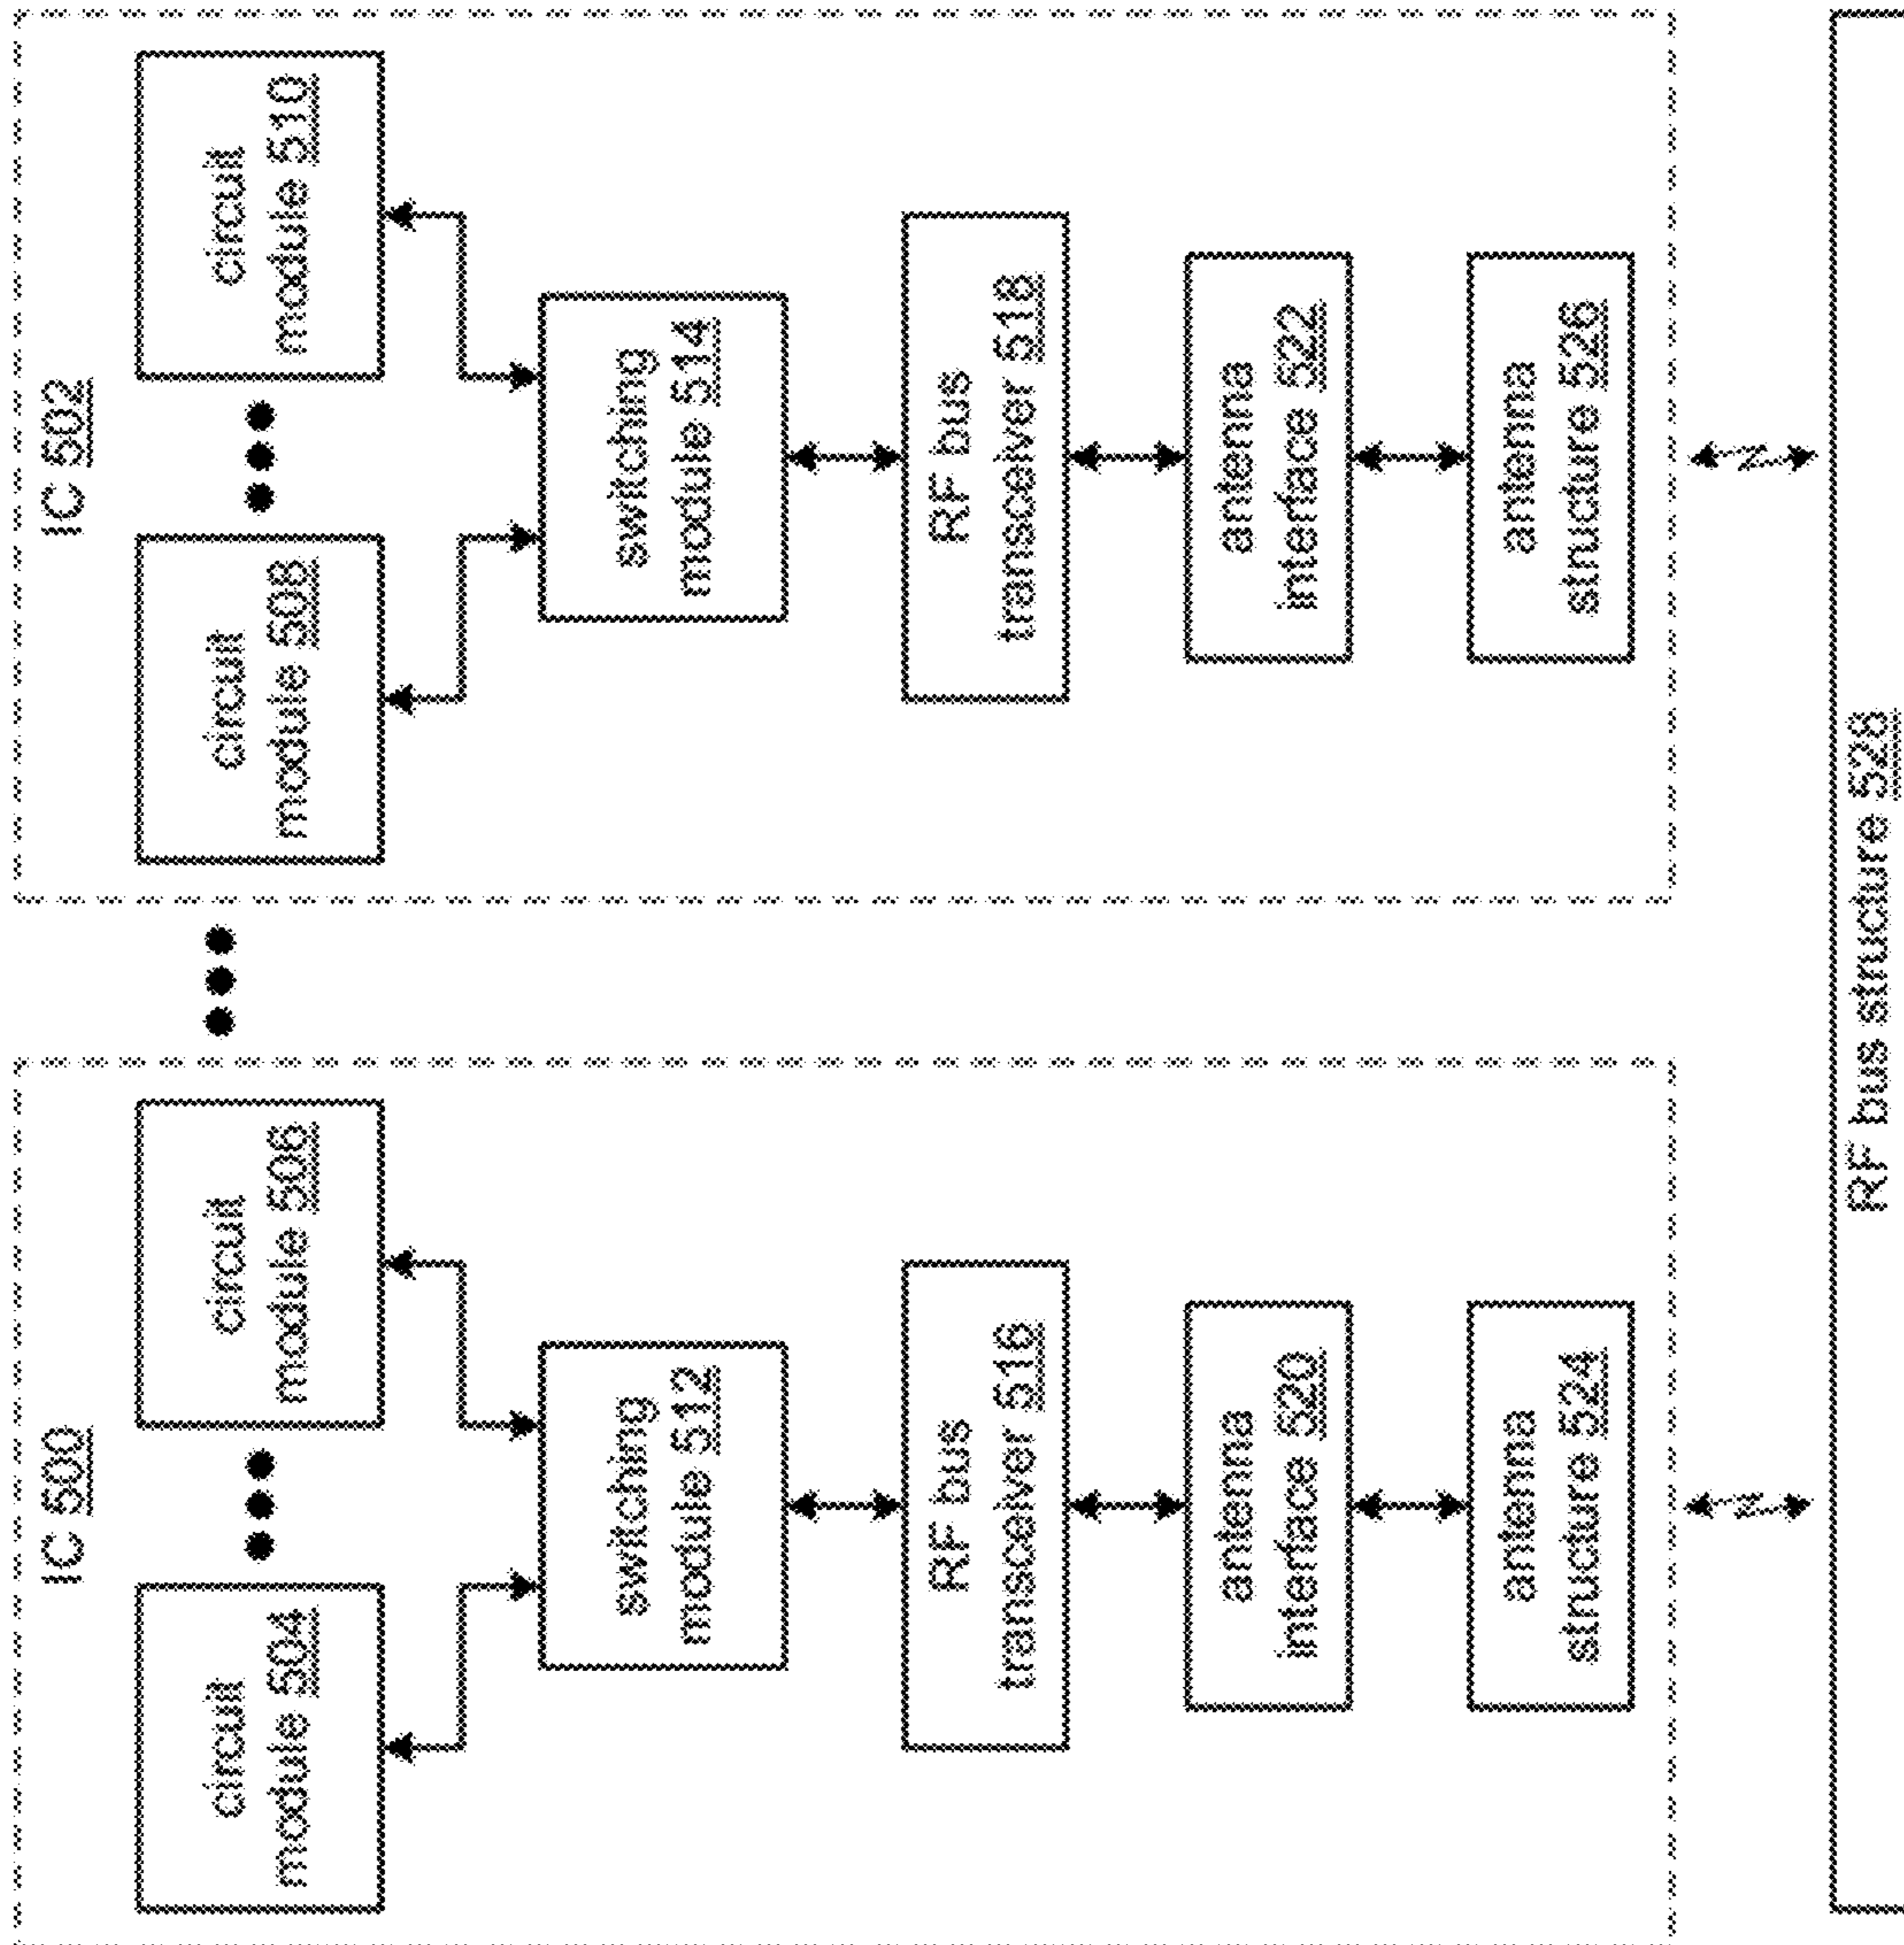 IC 500
circuit
module 504
circuit
module 506
switching
module 512
RF bus
transceiver 516
antenna
interface 520
antenna
structure 524
IC 502
circuit
module 508
circuit
module 510
switching
module 514
RF bus
transceiver 518
antenna
interface 522
antenna
structure 526
RF bus structure 528